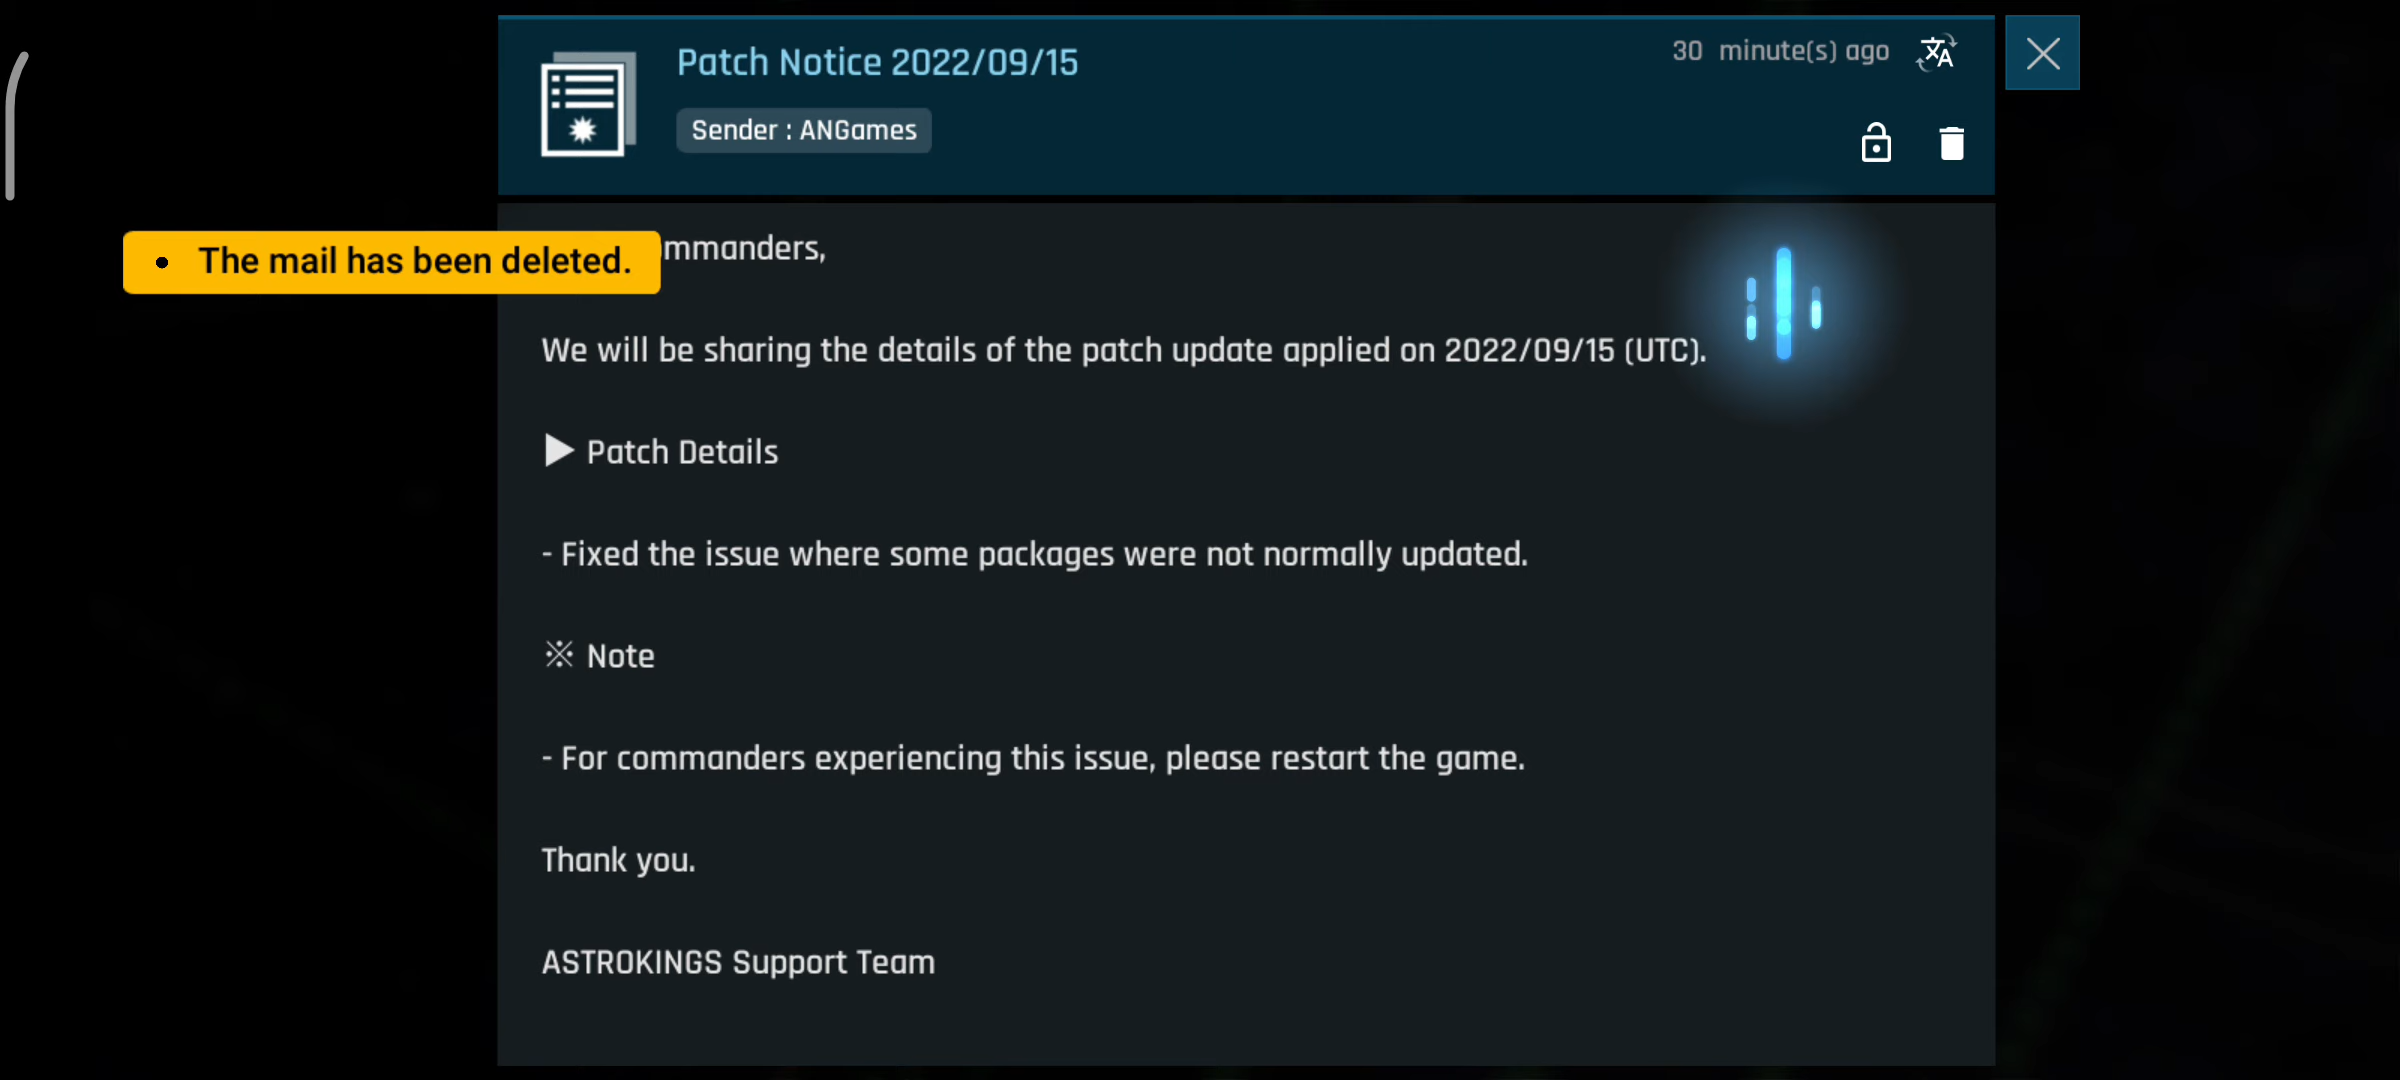 Patch Notice 2022/09/15
30 minute(s) ago
Sender : ANGames
• The mail has been deleted.
mmanders,
We will be sharing the details of the patch update applied on 2022/09/15 (UTC).
▶ Patch Details
- Fixed the issue where some packages were not normally updated.
※ Note
- For commanders experiencing this issue, please restart the game.
Thank you.
ASTROKINGS Support Team